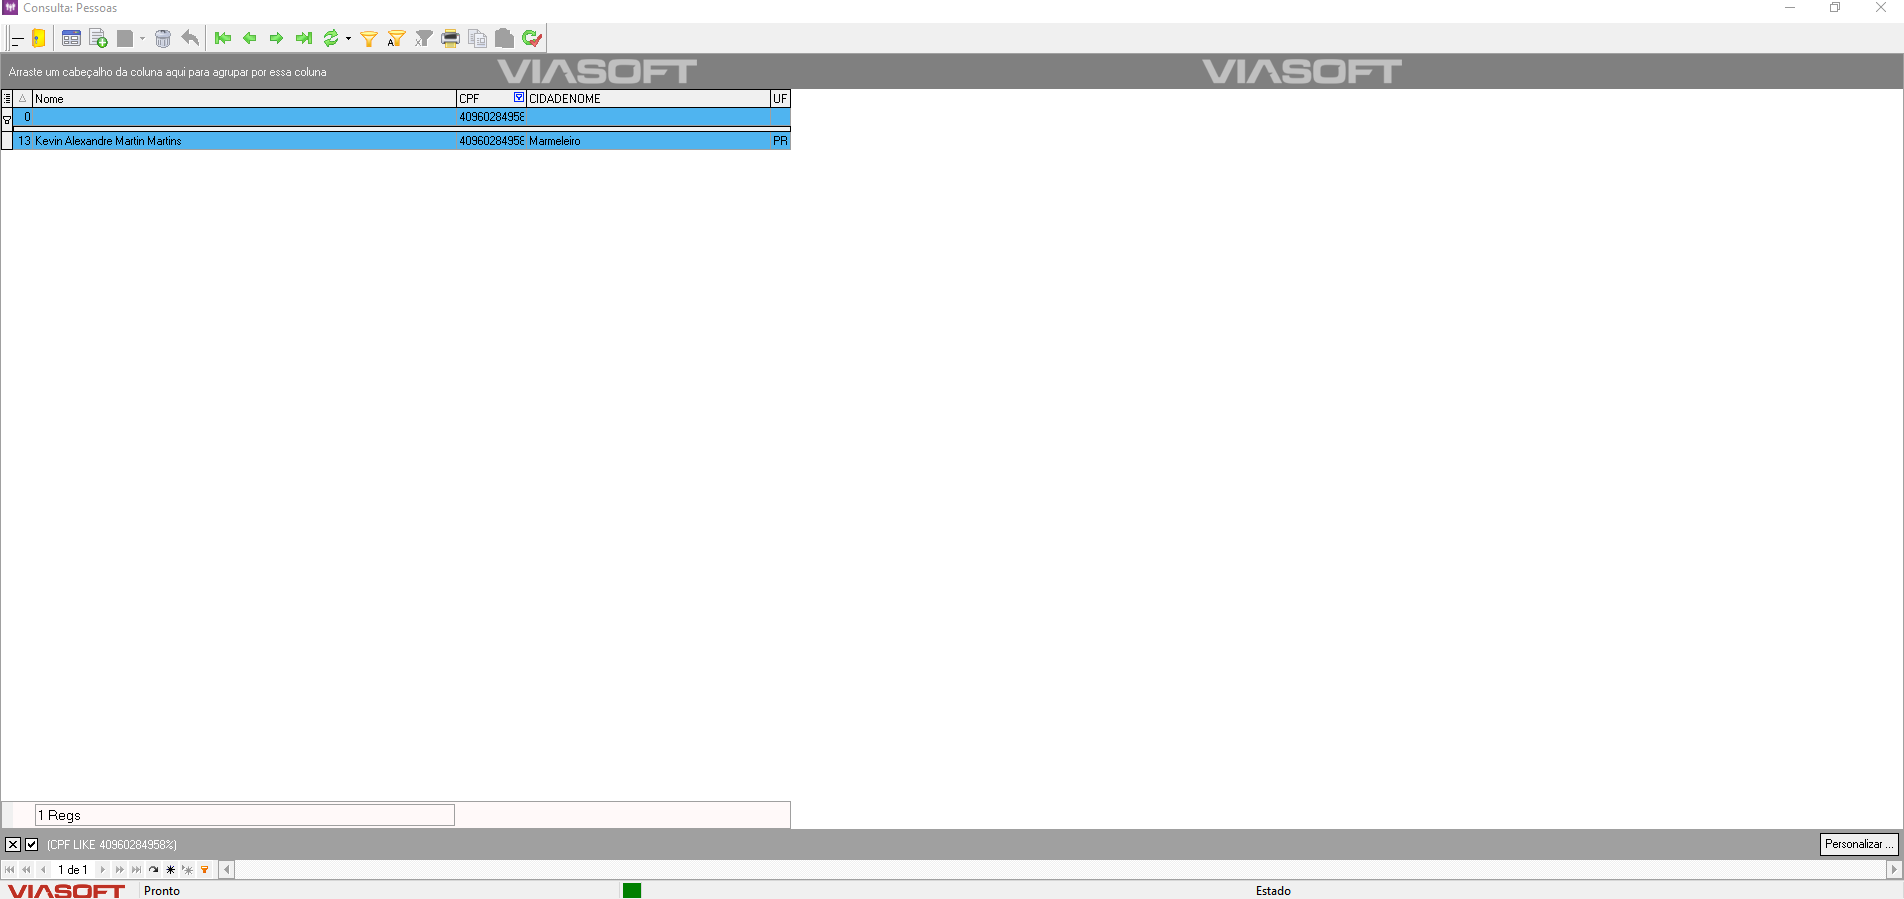 Consulta: Pessoas
Arraste um cabeçalho da coluna aqui para agrupar por essa coluna
VIASOFT VIASOFT
Nome CPF CIDADENOME UF
0 40960284958
13 Kevin Alexandre Martin Martins 40960284958 Marmeleiro PR
1 Regs
(CPF LIKE 40960284958%)
Personalizar ...
1 de 1
VIASOFT Pronto Estado